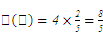 □(□) = 4 × 2/3 = 8/3